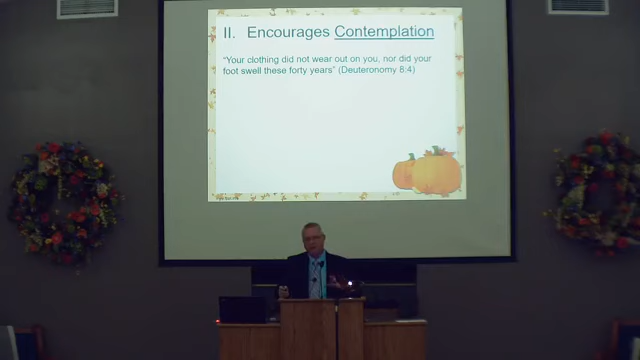 II. Encourages Contemplation
“Your clothing did not wear out on you, nor did your
foot swell these forty years” (Deuteronomy 8:4)